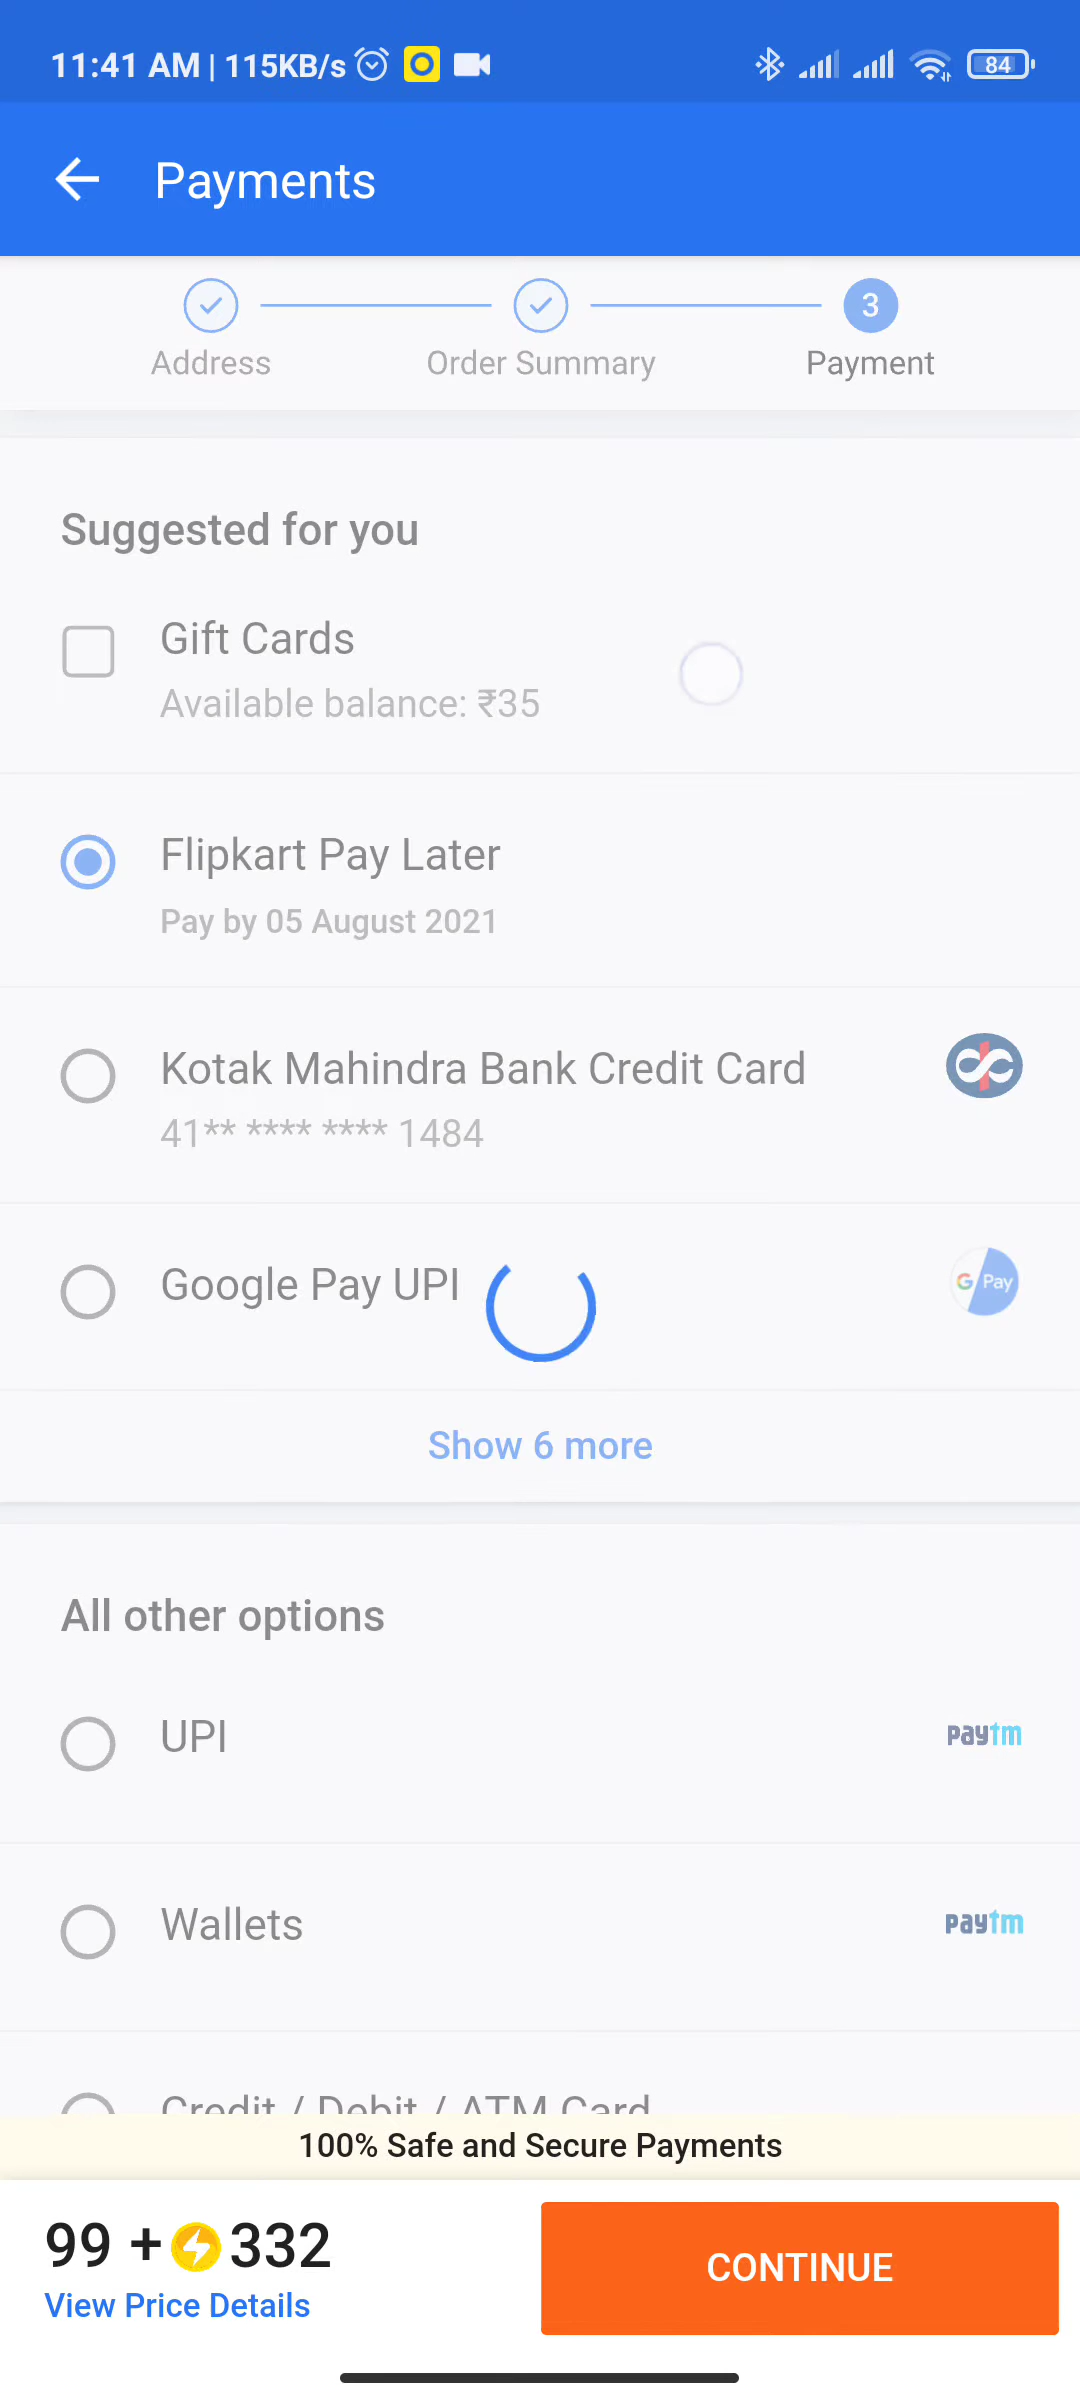 11:41 AM | 115KB/s
84
Payments
3
Address
Order Summary
Payment
Suggested for you
Gift Cards
Available balance: ₹35
Flipkart Pay Later
Pay by 05 August 2021
Kotak Mahindra Bank Credit Card
41** **** **** 1484
Google Pay UPI
G Pay
Show 6 more
All other options
UPI
paytm
Wallets
paytm
Credit / Debit / ATM Card
100% Safe and Secure Payments
99 + 332
View Price Details
CONTINUE